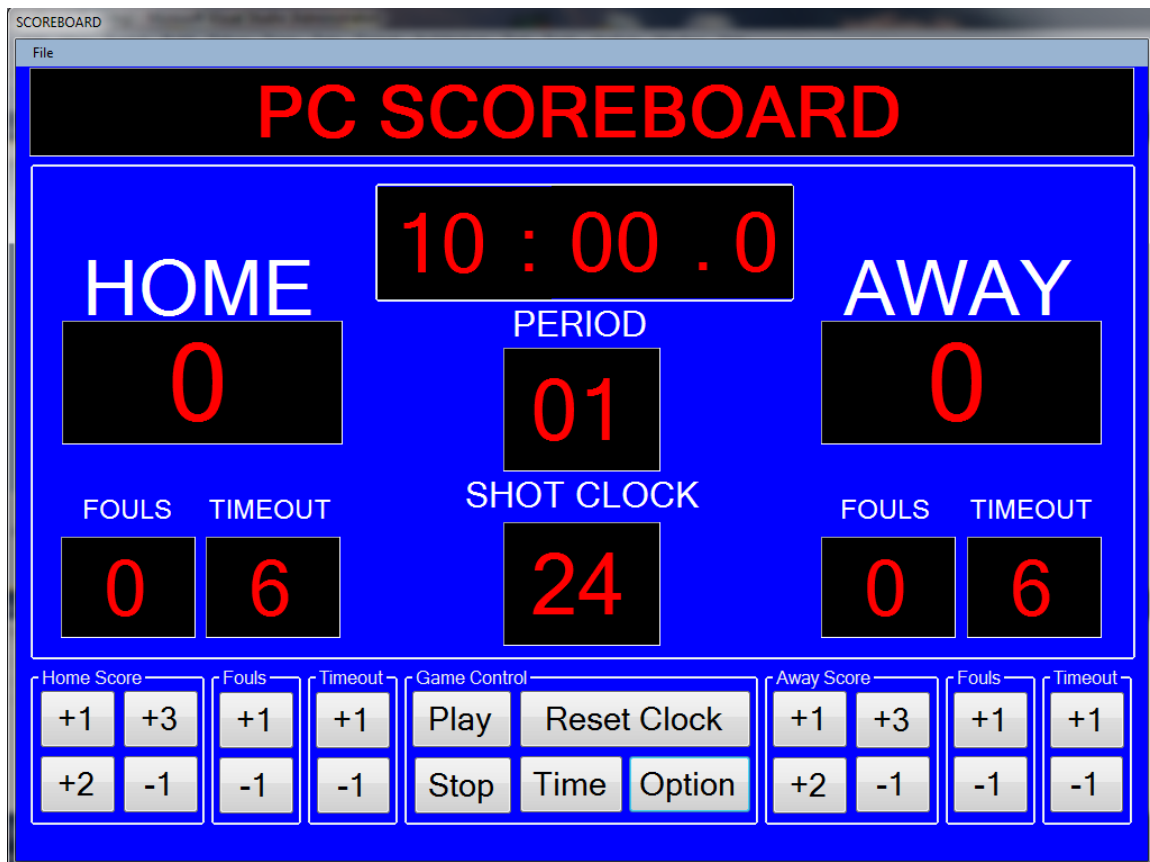 SCOREBOARD
File
PC SCOREBOARD
10 : 00 . 0
HOME
AWAY
PERIOD
0
01
0
SHOT CLOCK
FOULS TIMEOUT
FOULS TIMEOUT
0 6
24
0 6
Home Score
+1 +3
+2 -1
Fouls
+1
-1
Timeout
+1
-1
Game Control
Play Reset Clock
Stop Time Option
Away Score
+1 +3
+2 -1
Fouls
+1
-1
Timeout
+1
-1